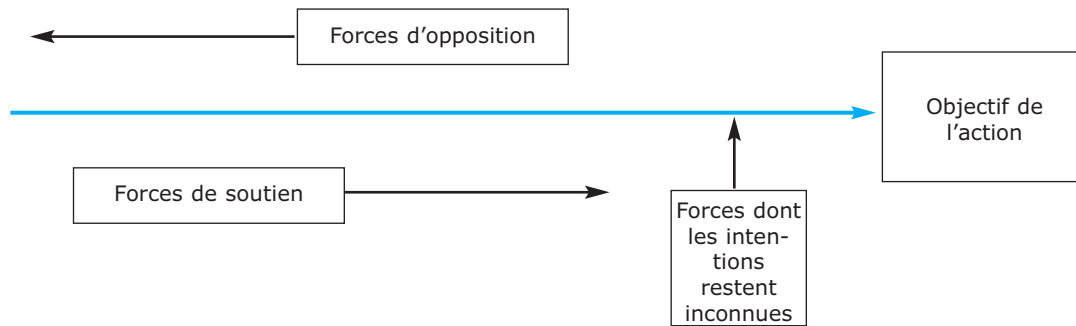 Forces d'opposition
Objectif de
l'action
Forces de soutien
Forces dont
les inten-
tions
restent
inconnues